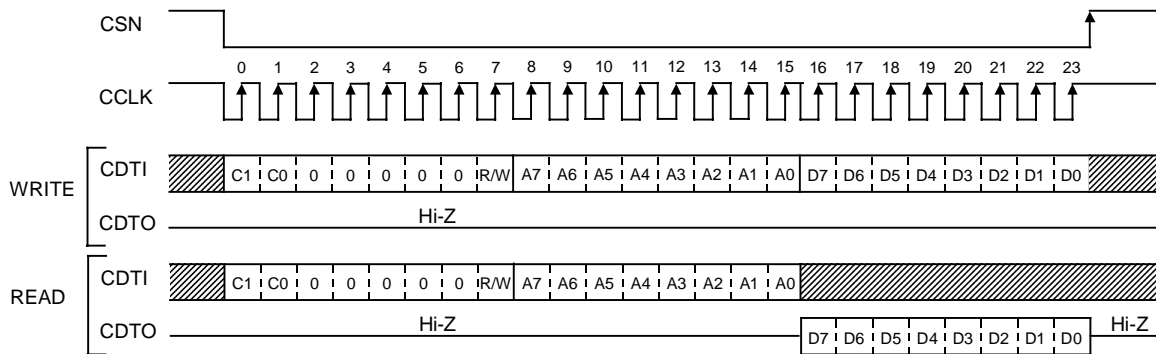 CSN
0 1 2 3 4 5 6 7 8 9 10 11 12 13 14 15 16 17 18 19 20 21 22 23
CCLK
WRITE
CDTI C1 C0 0 0 0 0 0 R/W A7 A6 A5 A4 A3 A2 A1 A0 D7 D6 D5 D4 D3 D2 D1 D0
CDTO Hi-Z
READ
CDTI C1 C0 0 0 0 0 0 R/W A7 A6 A5 A4 A3 A2 A1 A0
CDTO Hi-Z D7 D6 D5 D4 D3 D2 D1 D0 Hi-Z